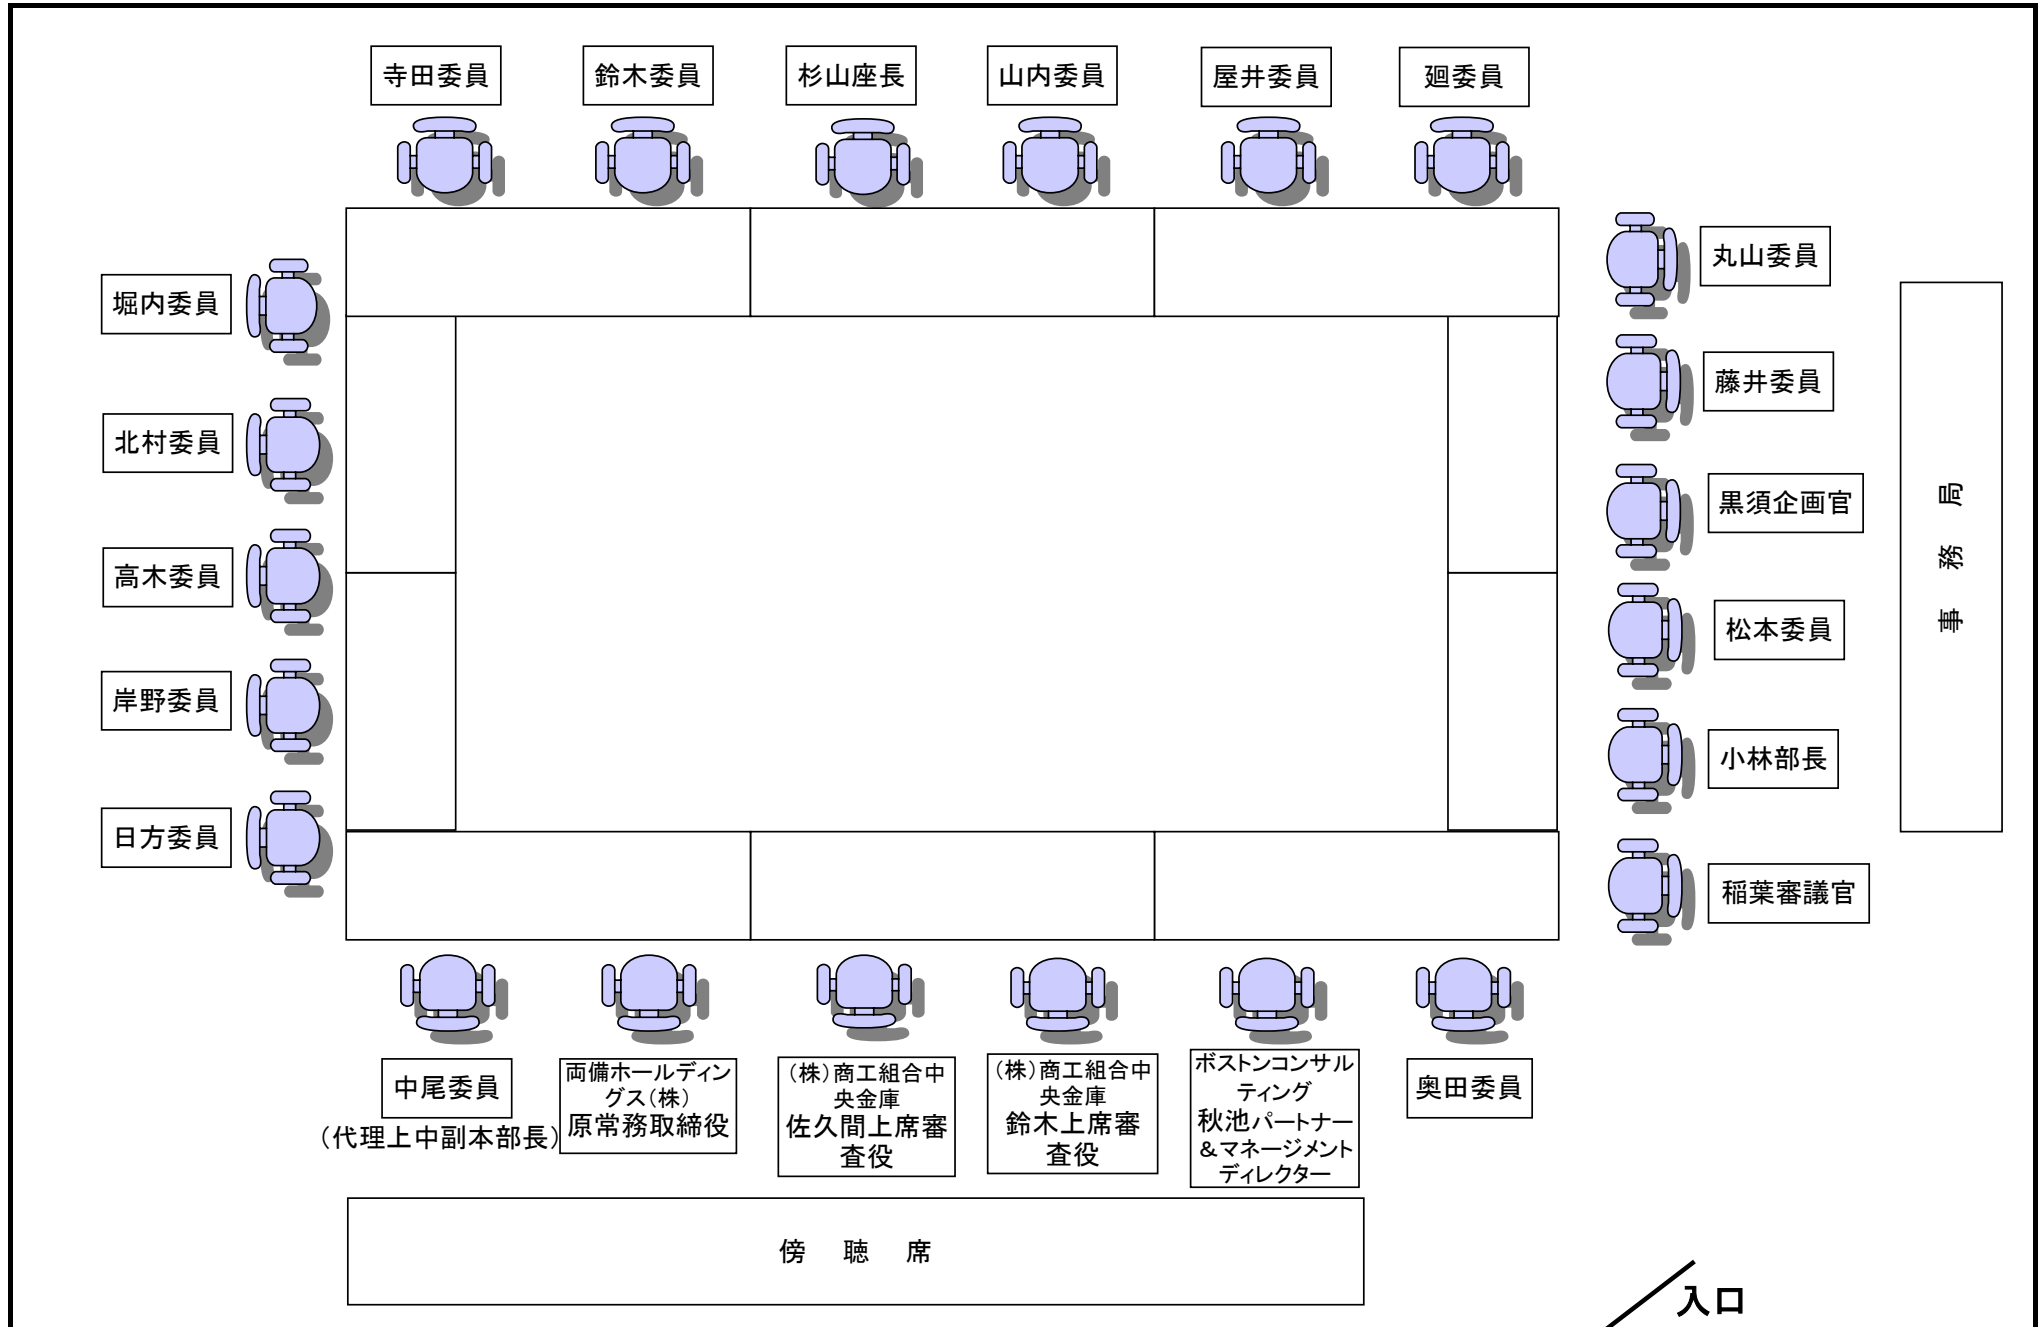 寺田委員
鈴木委員
杉山座長
山内委員
屋井委員
廻委員
堀内委員
北村委員
高木委員
岸野委員
日方委員
丸山委員
藤井委員
黒須企画官
松本委員
小林部長
稲葉審議官
事務局
中尾委員
（代理上中副本部長）
両備ホールディン
グス（株）
原常務取締役
（株）商工組合中
央金庫
佐久間上席審
査役
（株）商工組合中
央金庫
鈴木上席審
査役
ボストンコンサル
ティング
秋池パートナー
＆マネージメント
ディレクター
奥田委員
傍 聴 席
入口